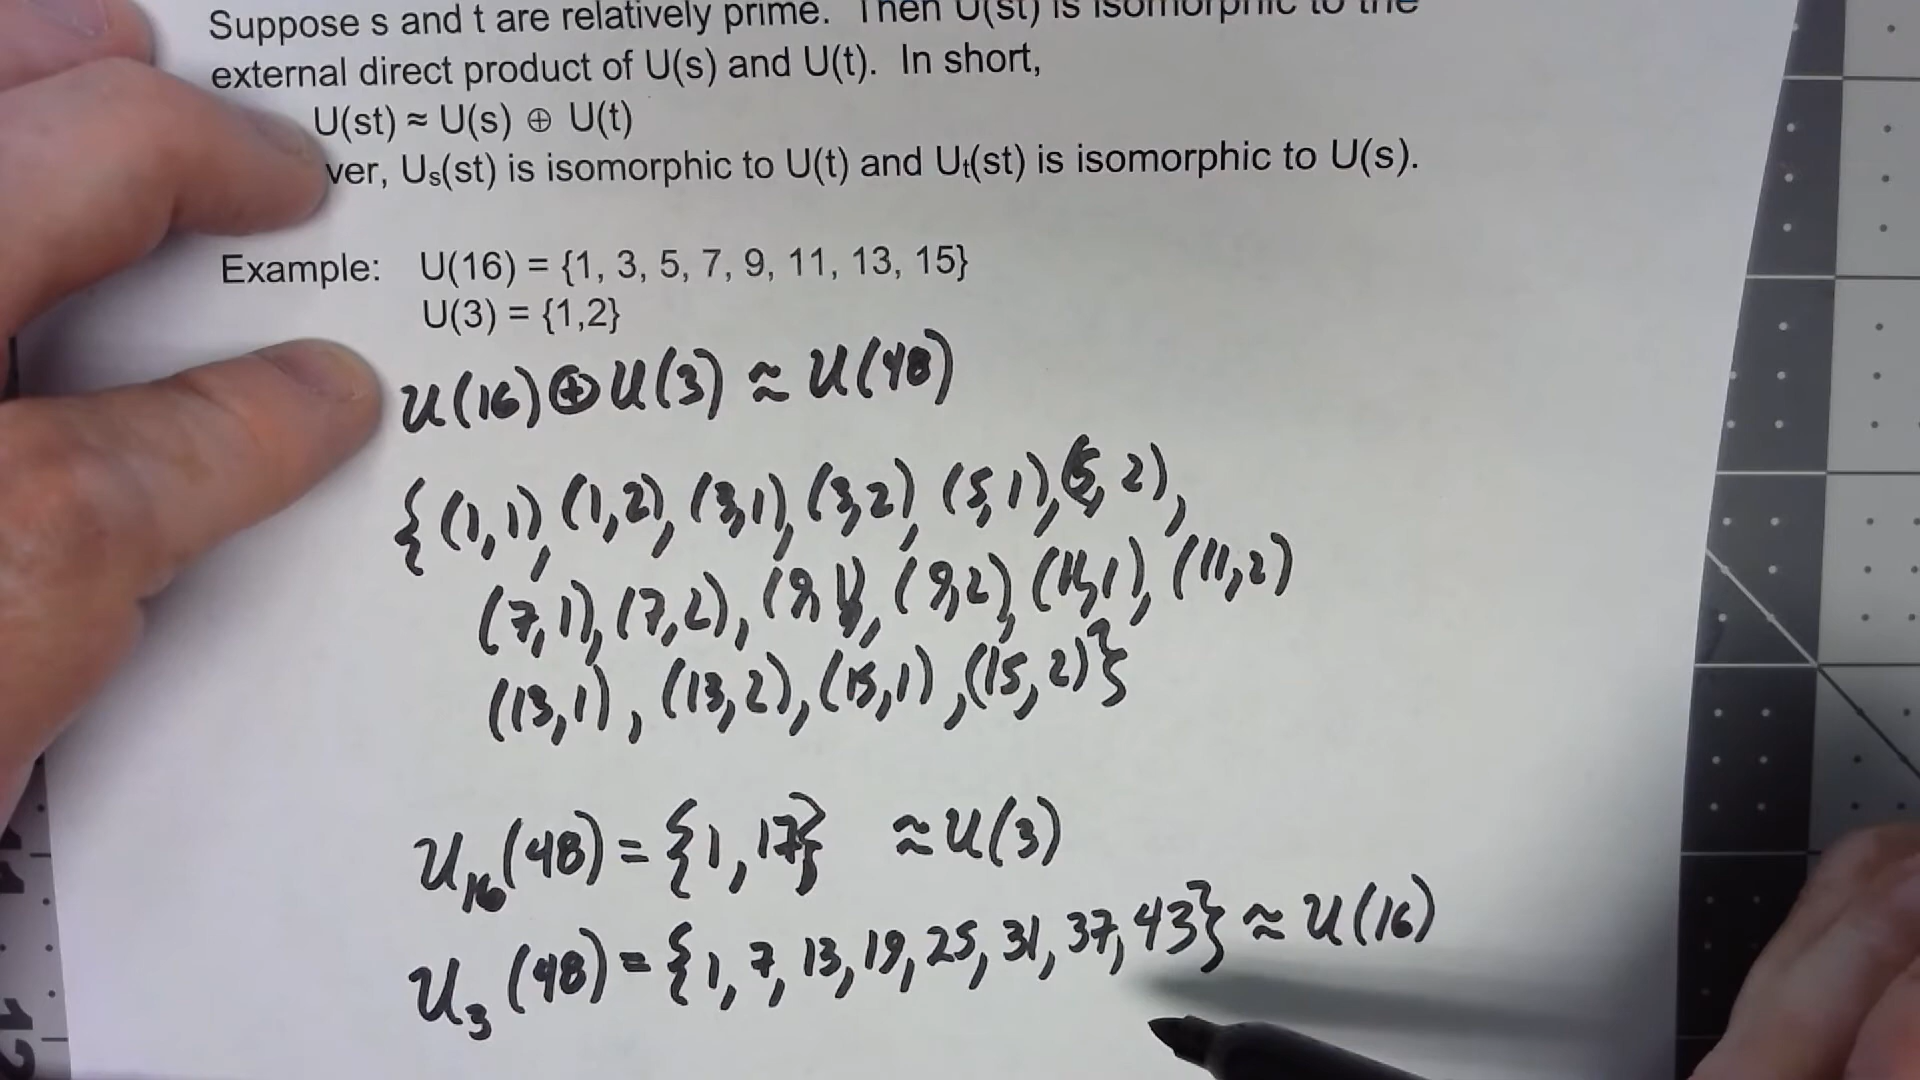 Suppose s and t are relatively prime. Then U(st) is isomorphic to the
external direct product of U(s) and U(t). In short,
U(st) ≈ U(s) ⊕ U(t)
ver, Us(st) is isomorphic to U(t) and Ut(st) is isomorphic to U(s).
Example: U(16) = {1, 3, 5, 7, 9, 11, 13, 15}
U(3) = {1,2}
U(16)⊕U(3) ≈ U(48)
{(1,1), (1,2), (3,1), (3,2), (5,1), (5,2),
(7,1), (7,2), (9,1), (9,2), (11,1), (11,2)
(13,1), (13,2), (15,1), (15,2)}
U16(48) = {1, 17} ≈ U(3)
U3(48) = {1, 7, 13, 19, 25, 31, 37, 43} ≈ U(16)
12